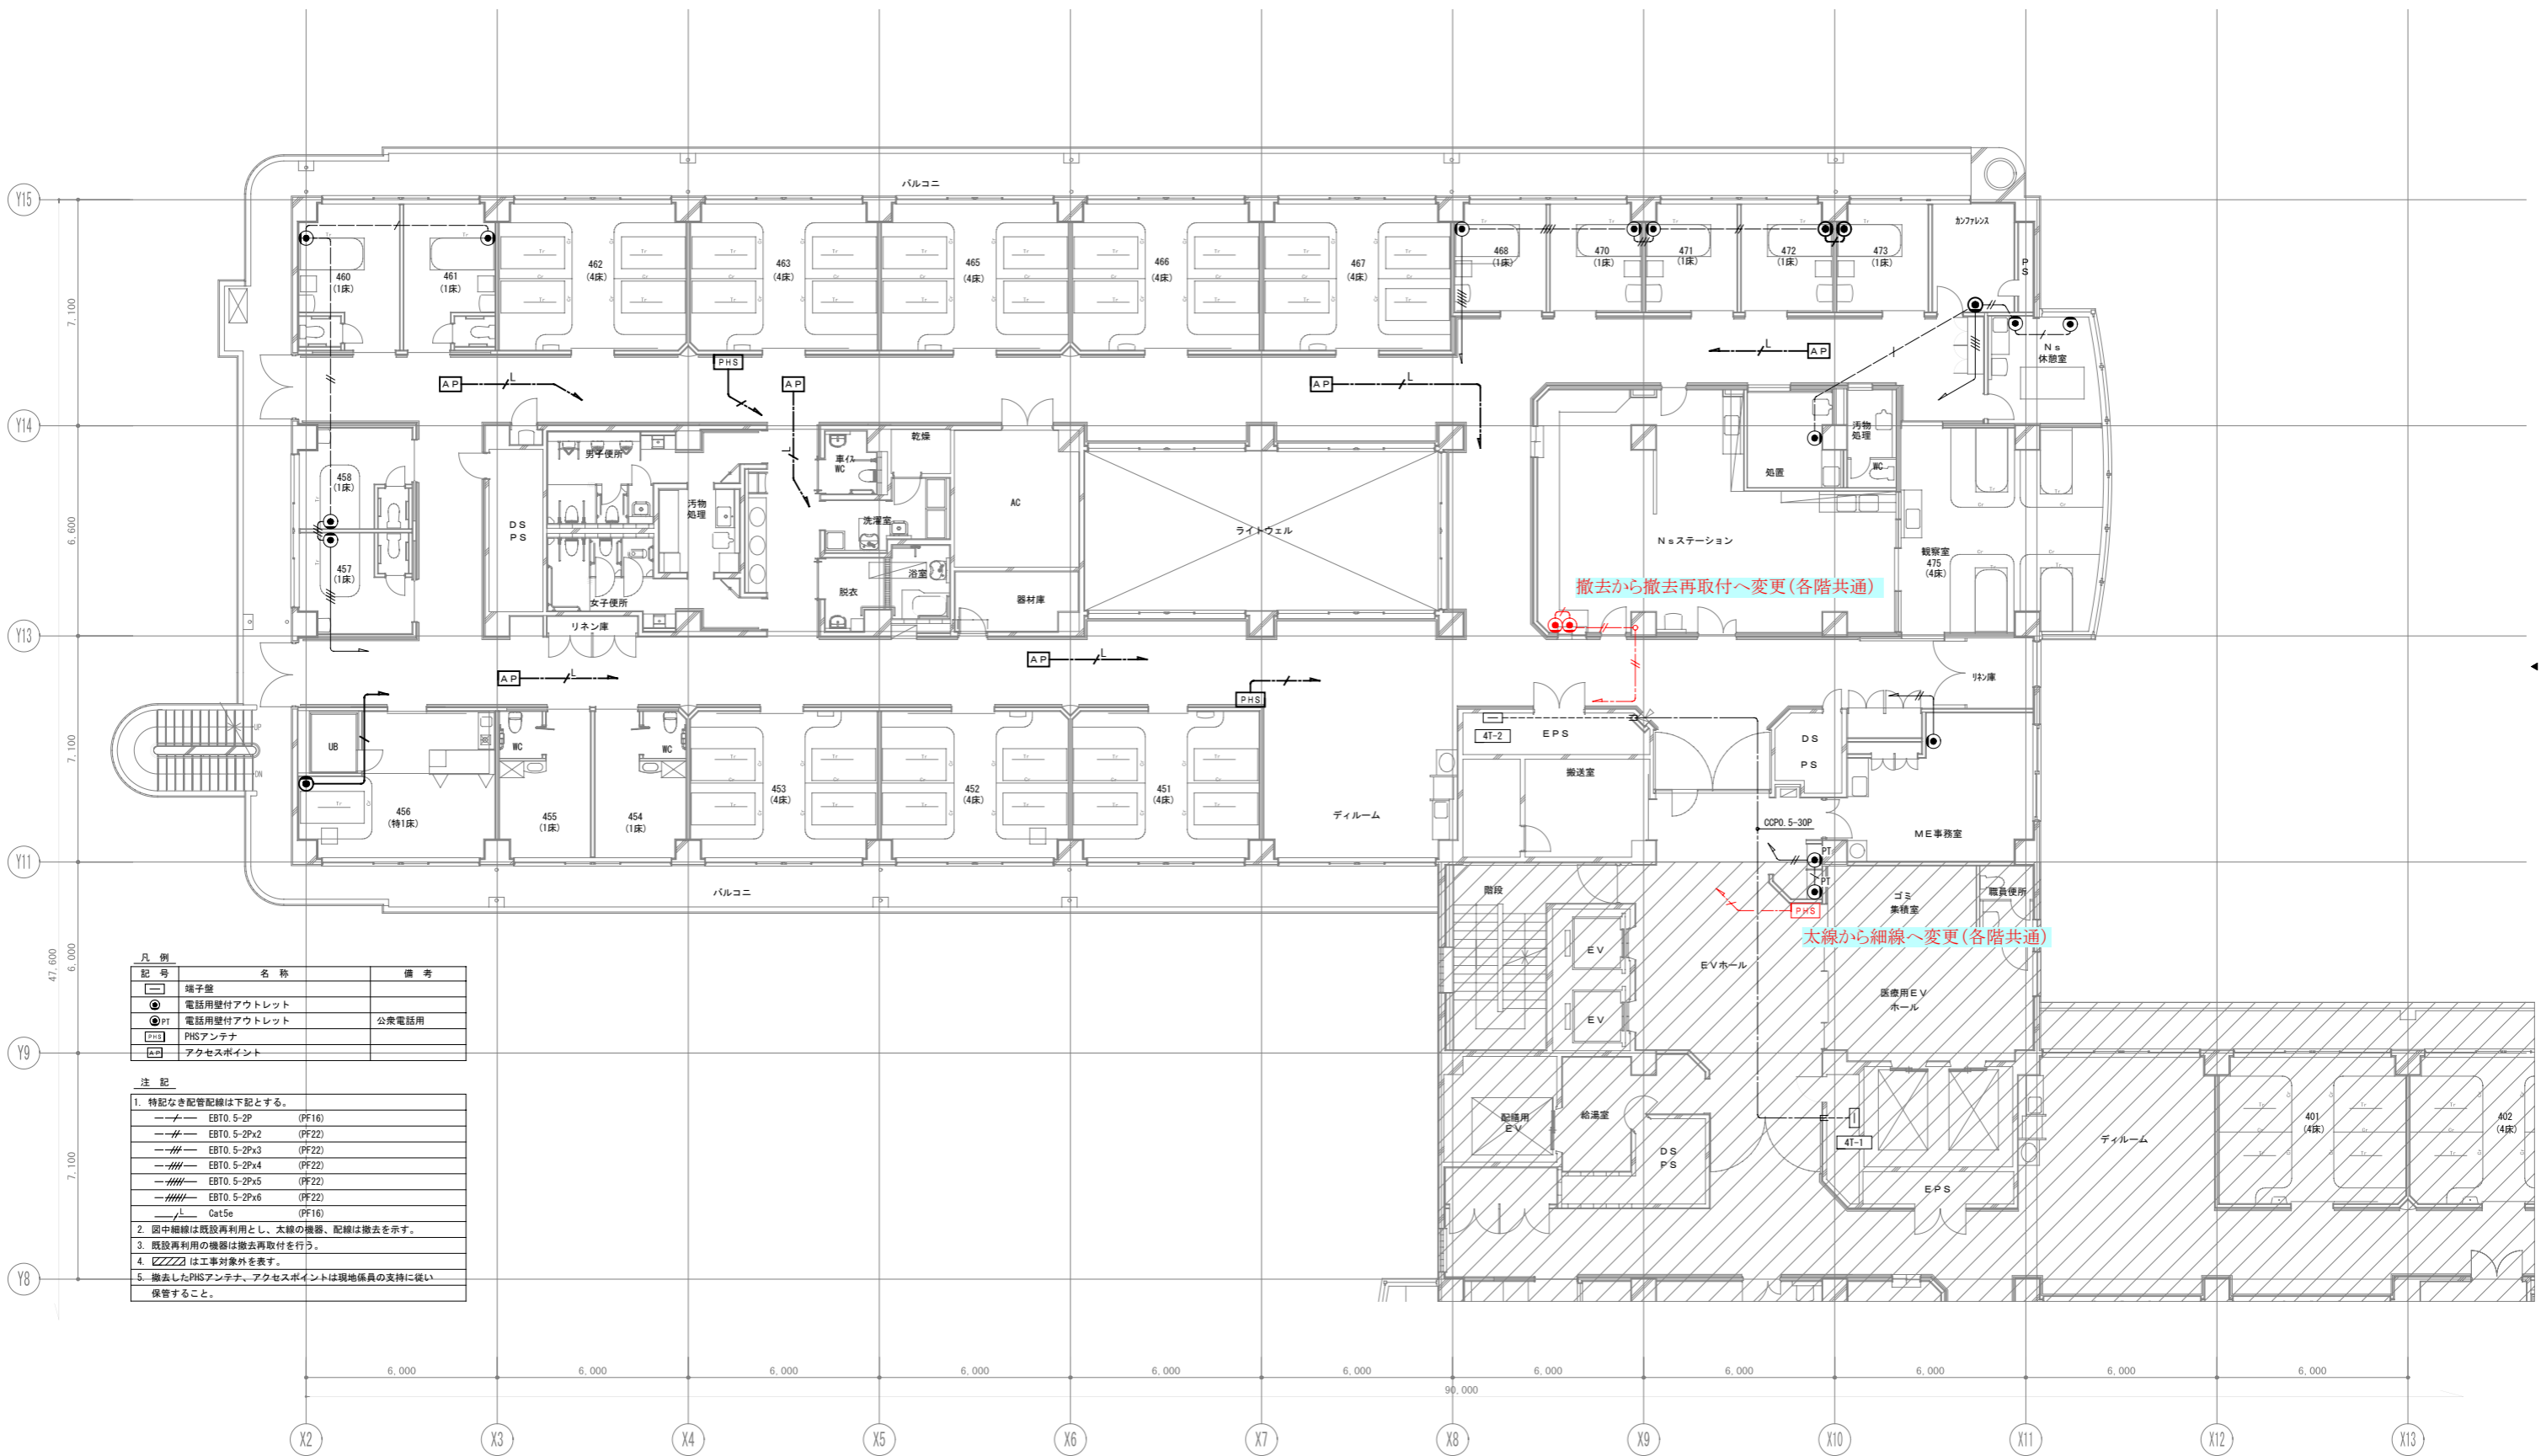 バルコニ
Y15
460
(1床)
461
(1床)
462
(4床)
463
(4床)
465
(4床)
466
(4床)
467
(4床)
468
(1床)
470
(1床)
471
(1床)
472
(1床)
473
(1床)
カンファレンス
PS
7,100
Ns
休憩室
PHS
AP
L
AP
L
AP
L
AP
L
Y14
458
(1床)
457
(1床)
6,600
DS
PS
男子便所
女子便所
リネン庫
汚物
処理
車イス
WC
乾燥
洗濯室
脱衣
浴室
AC
器材庫
ライトウェル
Nsステーション
処置
汚物
処理
WC
観察室
475
(4床)
撤去から撤去再取付へ変更(各階共通)
Y13
AP
L
AP
L
PHS
リネン庫
UP
DN
7,100
UB
456
(特1床)
WC
455
(1床)
WC
454
(1床)
453
(4床)
452
(4床)
451
(4床)
ディルーム
4T-2
EPS
搬送室
DS
PS
ME事務室
CCP0.5-30P
PT
PT
Y11
バルコニ
階段
PHS
ゴミ
集積室
職員便所
太線から細線へ変更(各階共通)
EV
EV
EVホール
医療用EV
ホール
47,600
6,000
凡 例
記 号 名 称 備 考
端子盤
電話用壁付アウトレット
PT 電話用壁付アウトレット 公衆電話用
PHS PHSアンテナ
AP アクセスポイント
Y9
注 記
1. 特記なき配管配線は下記とする。
EBT0.5-2P (PF16)
EBT0.5-2Px2 (PF22)
EBT0.5-2Px3 (PF22)
EBT0.5-2Px4 (PF22)
EBT0.5-2Px5 (PF22)
EBT0.5-2Px6 (PF22)
L Cat5e (PF16)
2. 図中細線は既設再利用とし、太線の機器、配線は撤去を示す。
3. 既設再利用の機器は撤去再取付を行う。
4. は工事対象外を表す。
5. 撤去したPHSアンテナ、アクセスポイントは現地係員の支持に従い
保管すること。
7,100
配膳用
EV
給湯室
DS
PS
4T-1
EPS
ディルーム
401
(4床)
402
(4床)
Y8
6,000 6,000 6,000 6,000 6,000 6,000 6,000 6,000 6,000 6,000 6,000
90,000
X2 X3 X4 X5 X6 X7 X8 X9 X10 X11 X12 X13